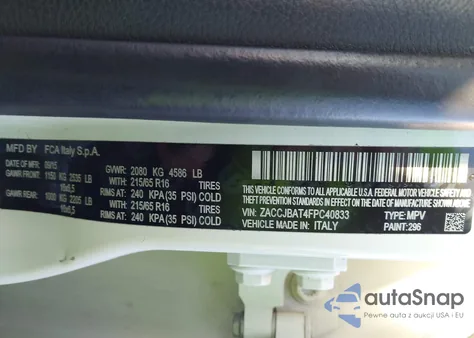 MFD BY FCA Italy S.p.A.
DATE OF MFR 09/15 GVWR: 2080 KG 4586 LB
GAWR FRONT: 1150 KG 2535 LB WITH 215/65 R16 TIRES
RIMS AT: 240 KPA (35 PSI) COLD
GAWR REAR: 1000 KG 2205 LB WITH 215/65 R16 TIRES
RIMS AT: 240 KPA (35 PSI) COLD
THIS VEHICLE CONFORMS TO ALL APPLICABLE
U.S.A. FEDERAL MOTOR VEHICLE SAFETY STANDARDS
IN EFFECT ON THE DATE OF MANUFACTURE SHOWN ABOVE.
VIN: ZACCJBAT4FPC40833 TYPE: MPV
VEHICLE MADE IN: ITALY PAINT: 296
autoSnap
Pewne auta z aukcji USA i EU